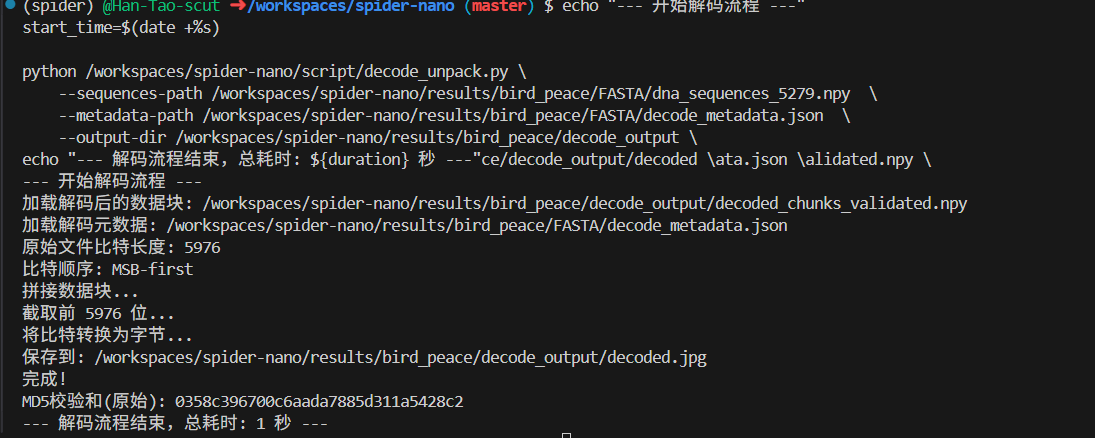 (spider) @Han-Tao-scut ➜/workspaces/spider-nano (master) $ echo "--- 开始解码流程 ---"
start_time=$(date +%s)
python /workspaces/spider-nano/script/decode_unpack.py \
    --sequences-path /workspaces/spider-nano/results/bird_peace/FASTA/dna_sequences_5279.npy  \
    --metadata-path /workspaces/spider-nano/results/bird_peace/FASTA/decode_metadata.json  \
    --output-dir /workspaces/spider-nano/results/bird_peace/decode_output \
echo "--- 解码流程结束，总耗时: ${duration} 秒 ---"ce/decode_output/decoded \ata.json \alidated.npy \
--- 开始解码流程 ---
加载解码后的数据块: /workspaces/spider-nano/results/bird_peace/decode_output/decoded_chunks_validated.npy
加载解码元数据: /workspaces/spider-nano/results/bird_peace/FASTA/decode_metadata.json
原始文件比特长度: 5976
比特顺序: MSB-first
拼接数据块...
截取前 5976 位...
将比特转换为字节...
保存到: /workspaces/spider-nano/results/bird_peace/decode_output/decoded.jpg
完成!
MD5校验和(原始): 0358c396700c6aada7885d311a5428c2
--- 解码流程结束，总耗时: 1 秒 ---